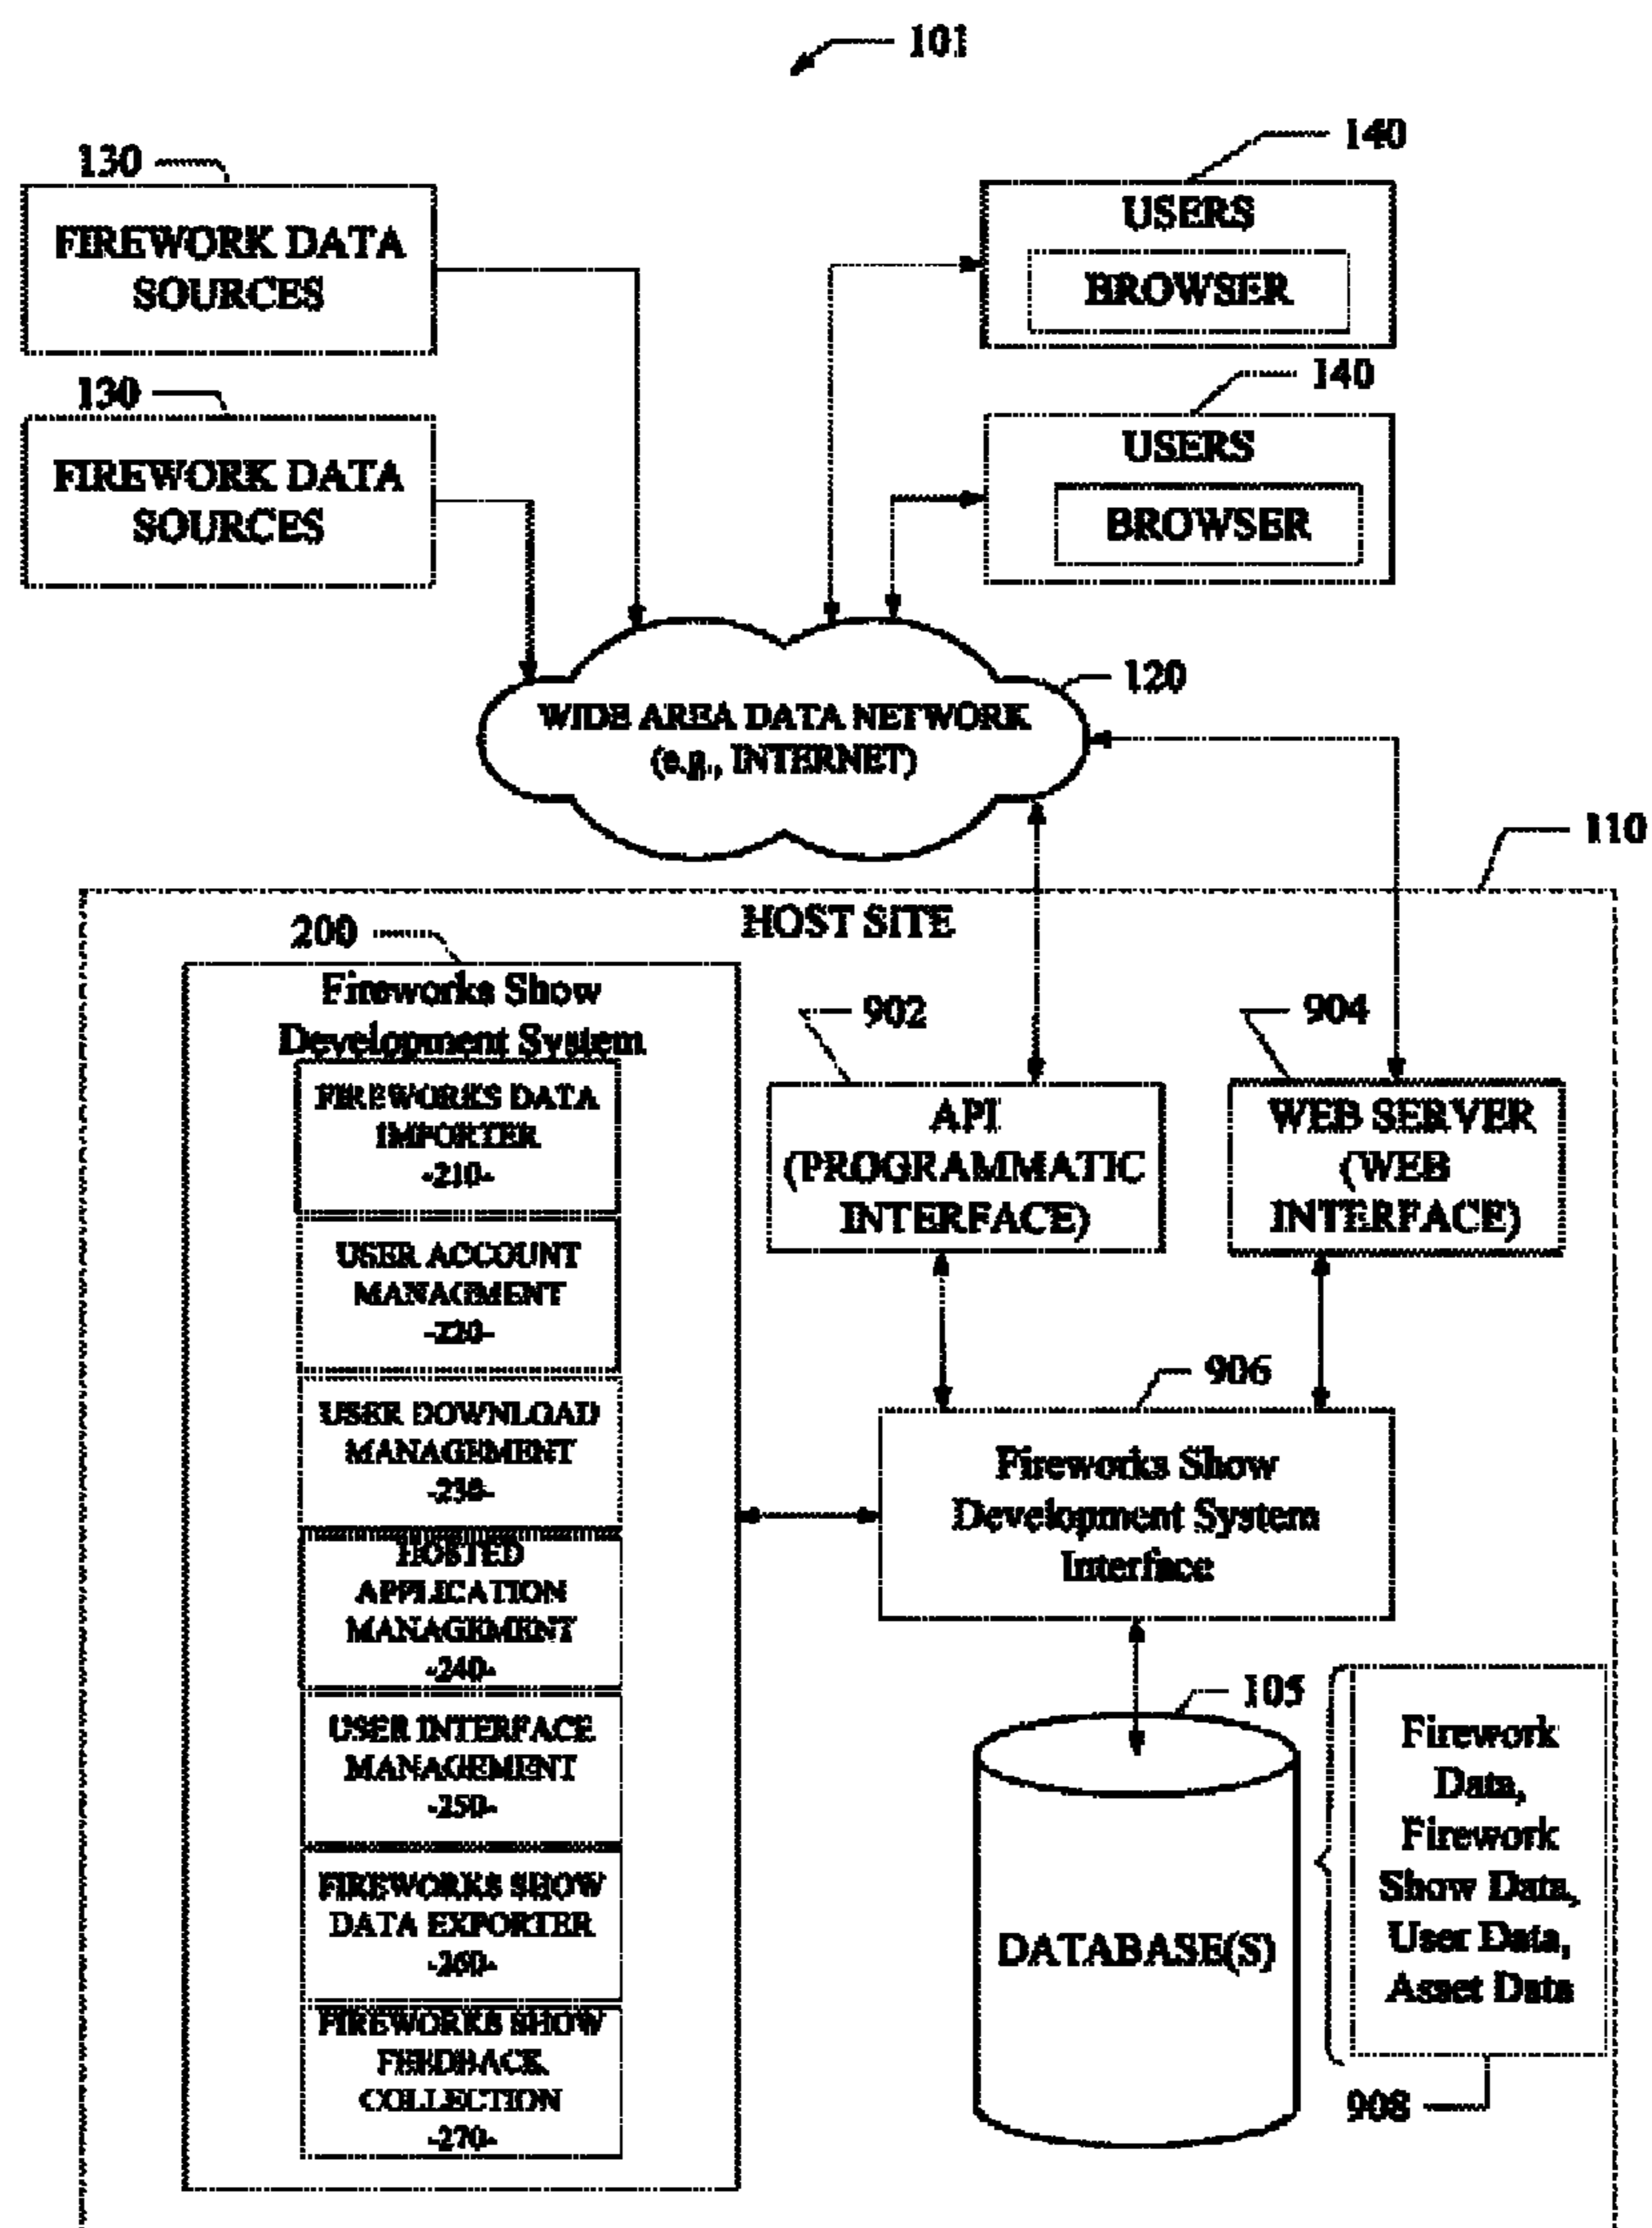 101
130
FIREWORK DATA
SOURCES
140
USERS
BROWSER
130
FIREWORK DATA
SOURCES
140
USERS
BROWSER
120
WIDE AREA DATA NETWORK
(e.g., INTERNET)
110
HOST SITE
200
Fireworks Show
Development System
FIREWORKS DATA
IMPORTER
-210-
USER ACCOUNT
MANAGMENT
-220-
USER DOWNLOAD
MANAGEMENT
-230-
HOSTED
APPLICATION
MANAGEMENT
-240-
USER INTERFACE
MANAGEMENT
-250-
FIREWORKS SHOW
DATA EXPORTER
-260-
FIREWORKS SHOW
FEEDBACK
COLLECTION
-270-
902
API
(PROGRAMMATIC
INTERFACE)
904
WEB SERVER
(WEB
INTERFACE)
906
Fireworks Show
Development System
Interface
105
DATABASE(S)
Firework
Data,
Firework
Show Data,
User Data,
Asset Data
908